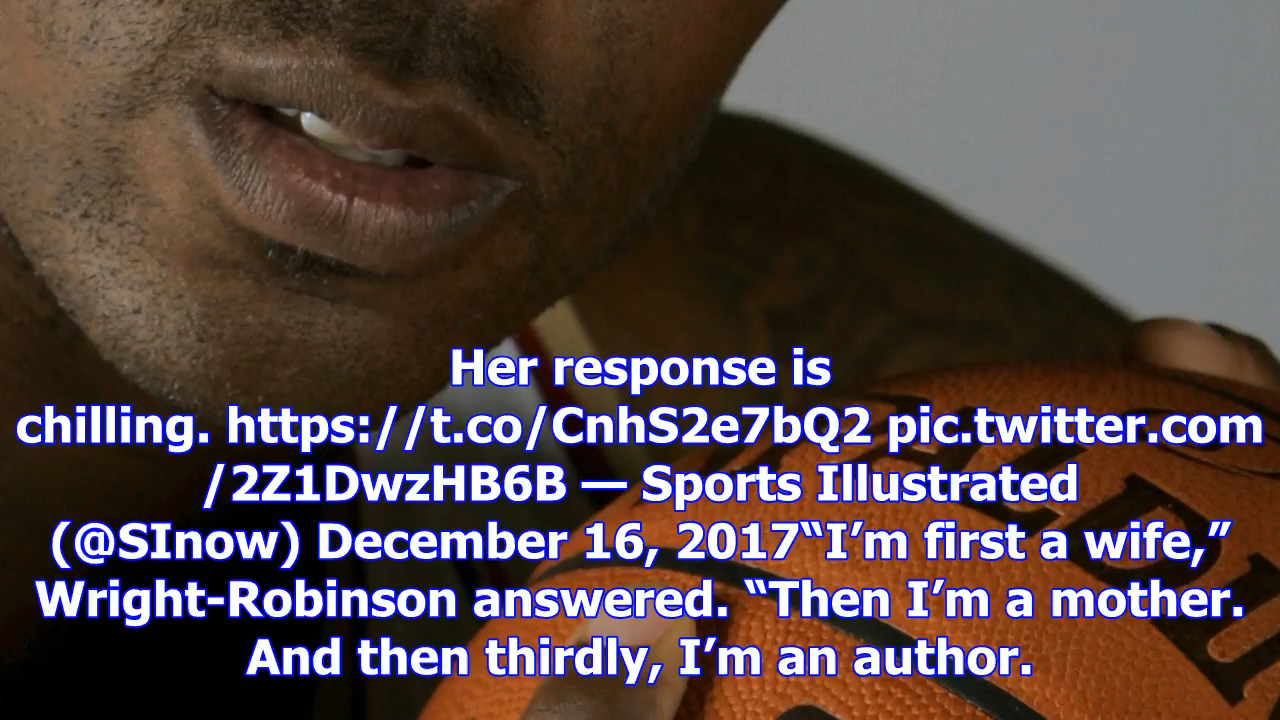 Her response is
chilling. https://t.co/CnhS2e7bQ2 pic.twitter.com
/2Z1DwzHB6B — Sports Illustrated
(@SInow) December 16, 2017“I’m first a wife,”
Wright-Robinson answered. “Then I’m a mother.
And then thirdly, I’m an author.